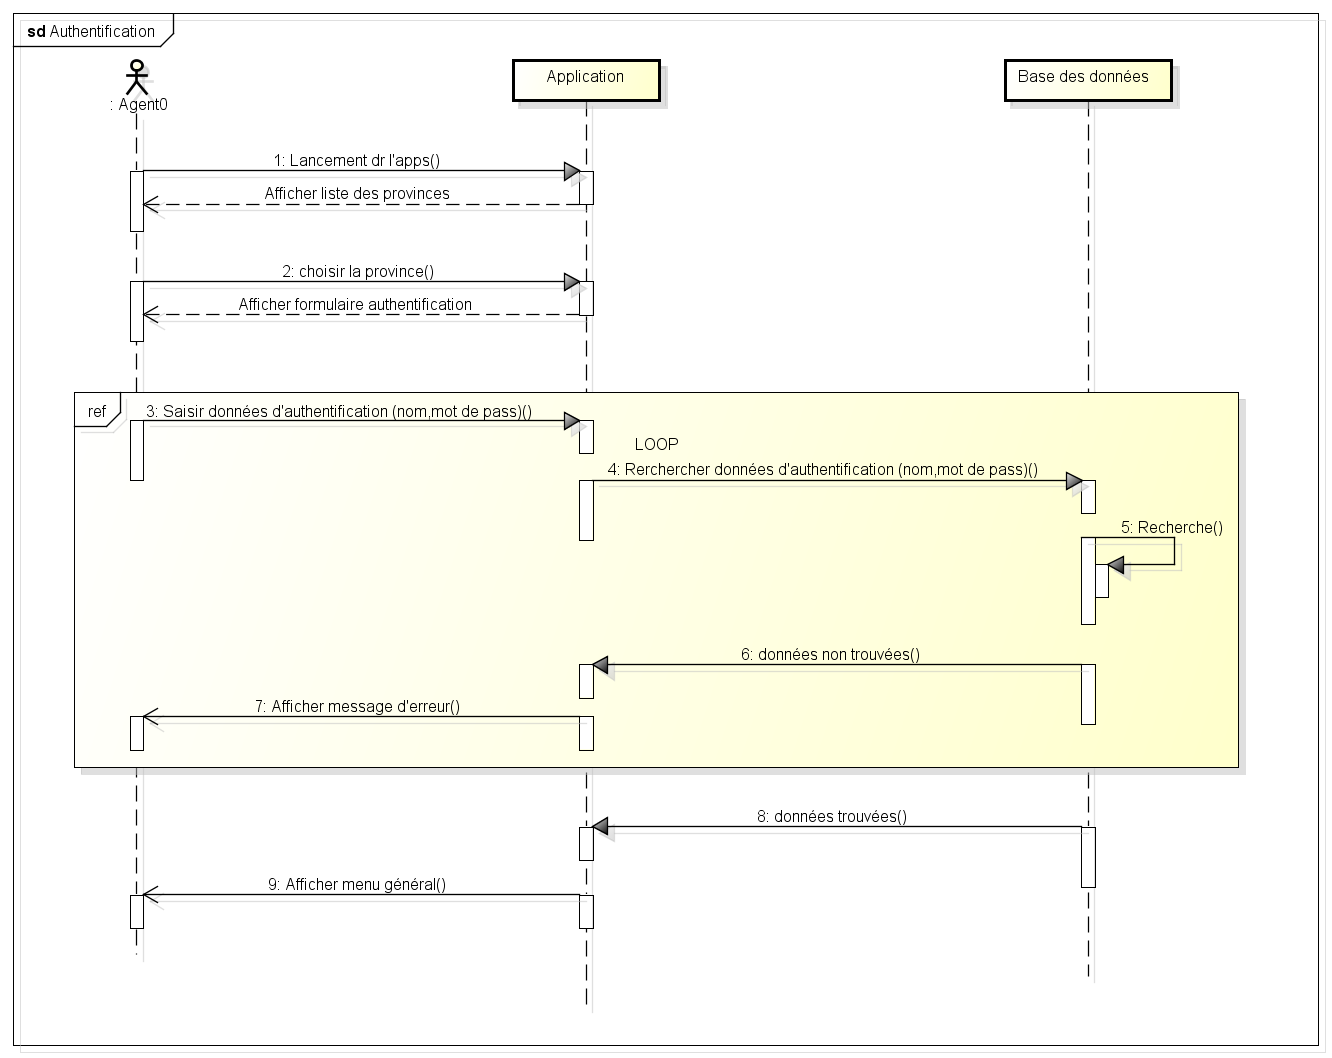 sd Authentification
: Agent0
Application
Base des données
1: Lancement dr l'apps()
Afficher liste des provinces
2: choisir la province()
Afficher formulaire authentification
ref
3: Saisir données d'authentification (nom,mot de pass)()
LOOP
4: Rerchercher données d'authentification (nom,mot de pass)()
5: Recherche()
6: données non trouvées()
7: Afficher message d'erreur()
8: données trouvées()
9: Afficher menu général()